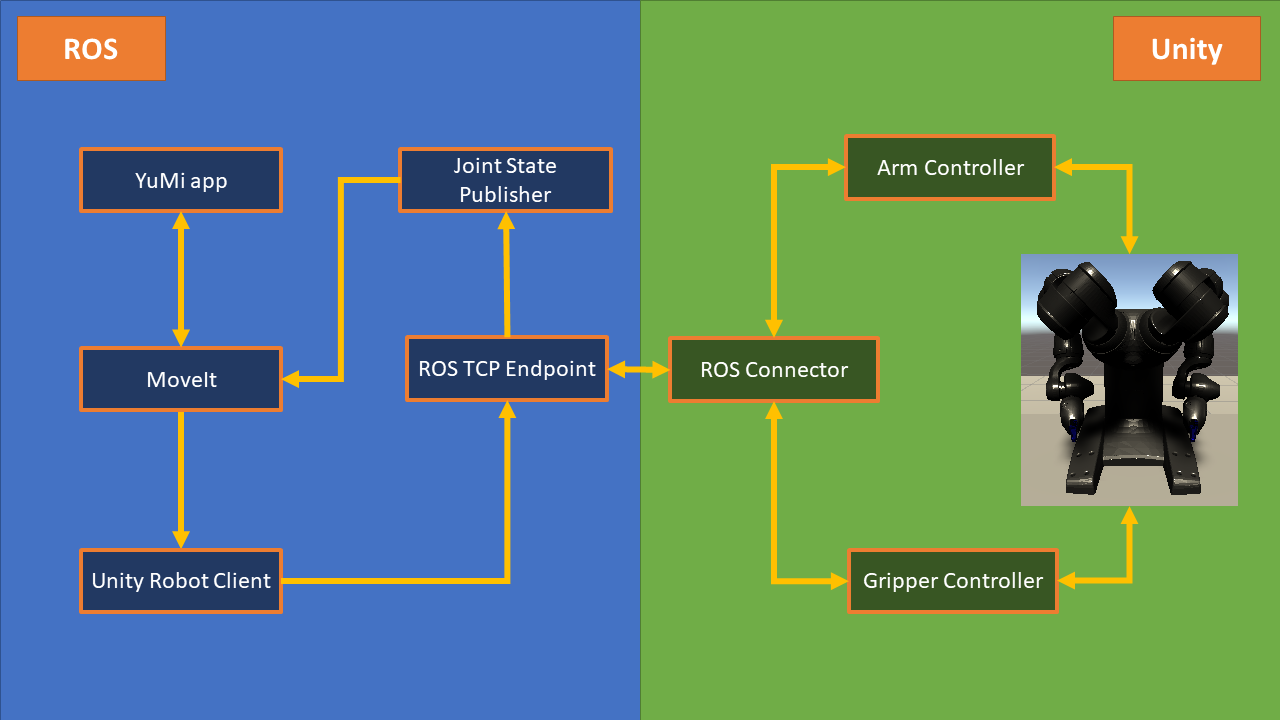 ROS
Unity
YuMi app
Joint State
Publisher
Arm Controller
MoveIt
ROS TCP Endpoint
ROS Connector
Unity Robot Client
Gripper Controller